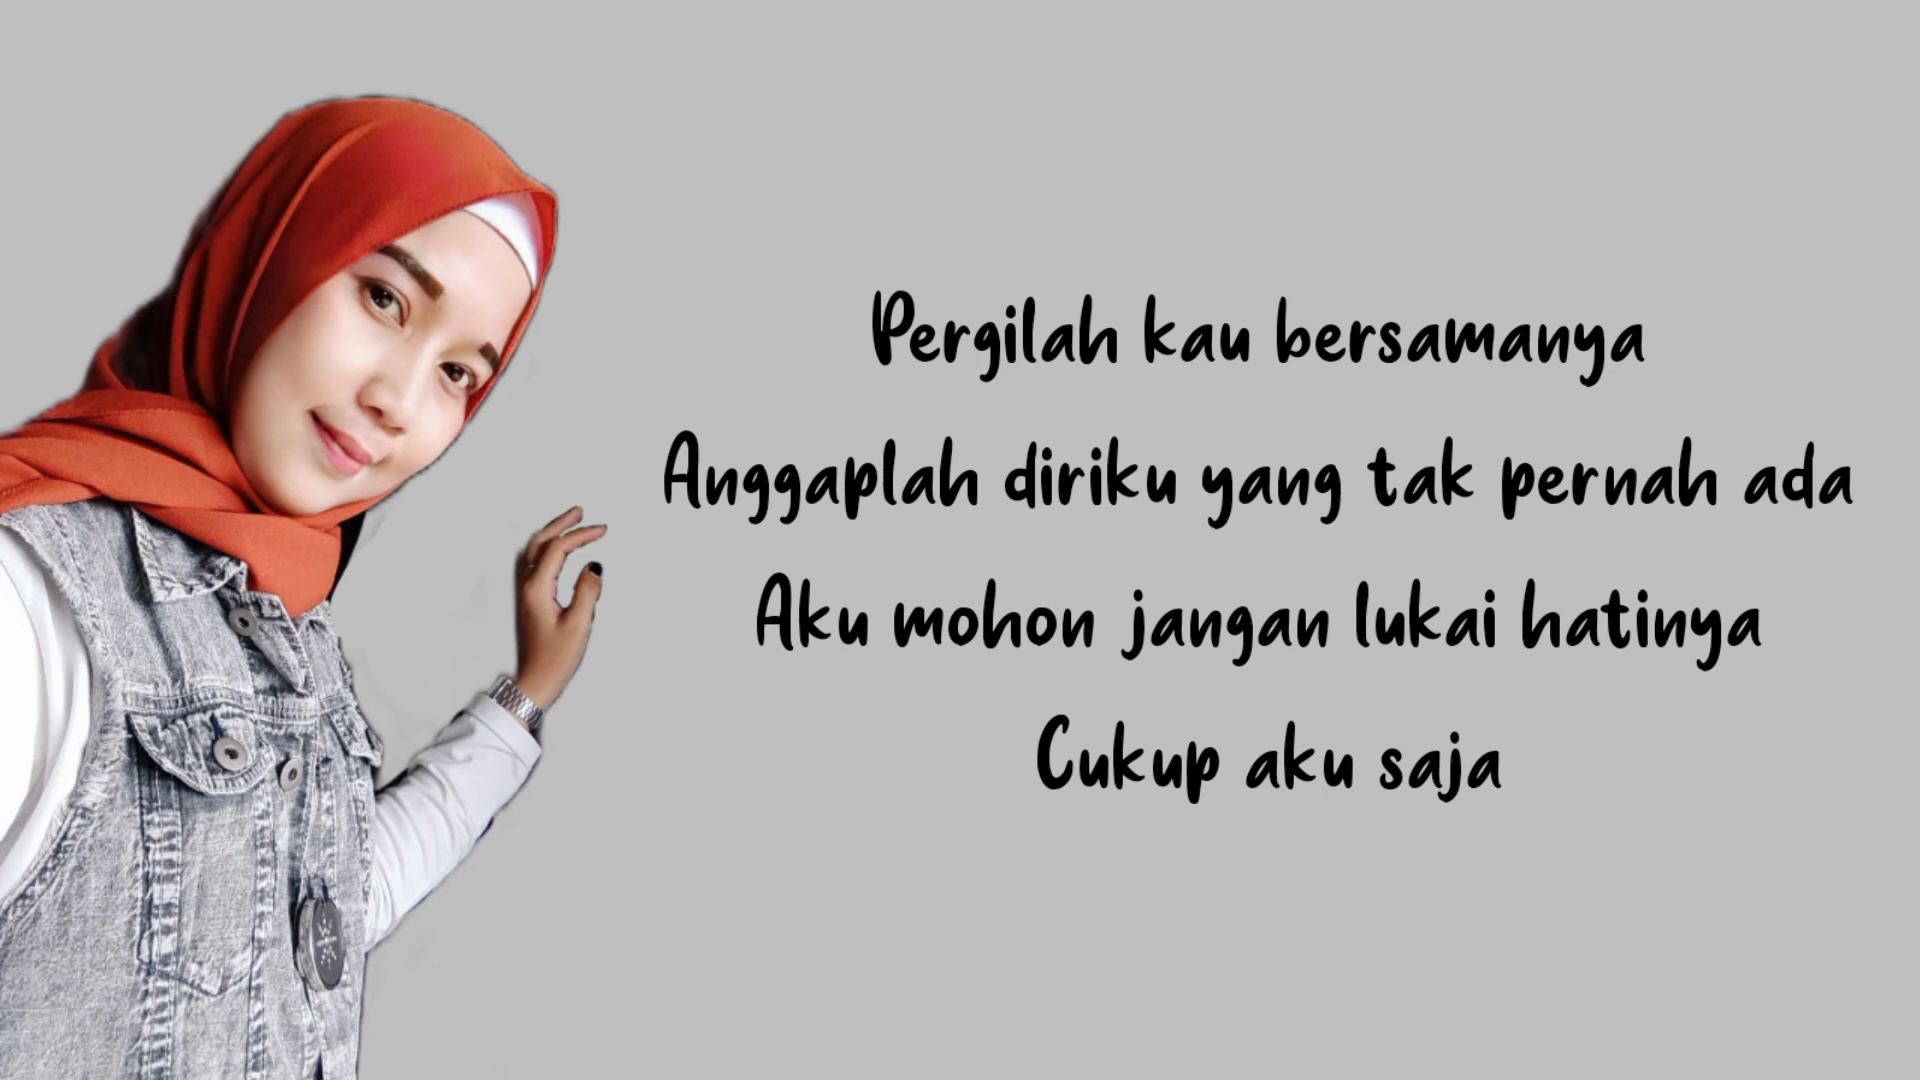 Pergilah kau bersamanya
Anggaplah diriku yang tak pernah ada
Aku mohon jangan lukai hatinya
Cukup aku saja